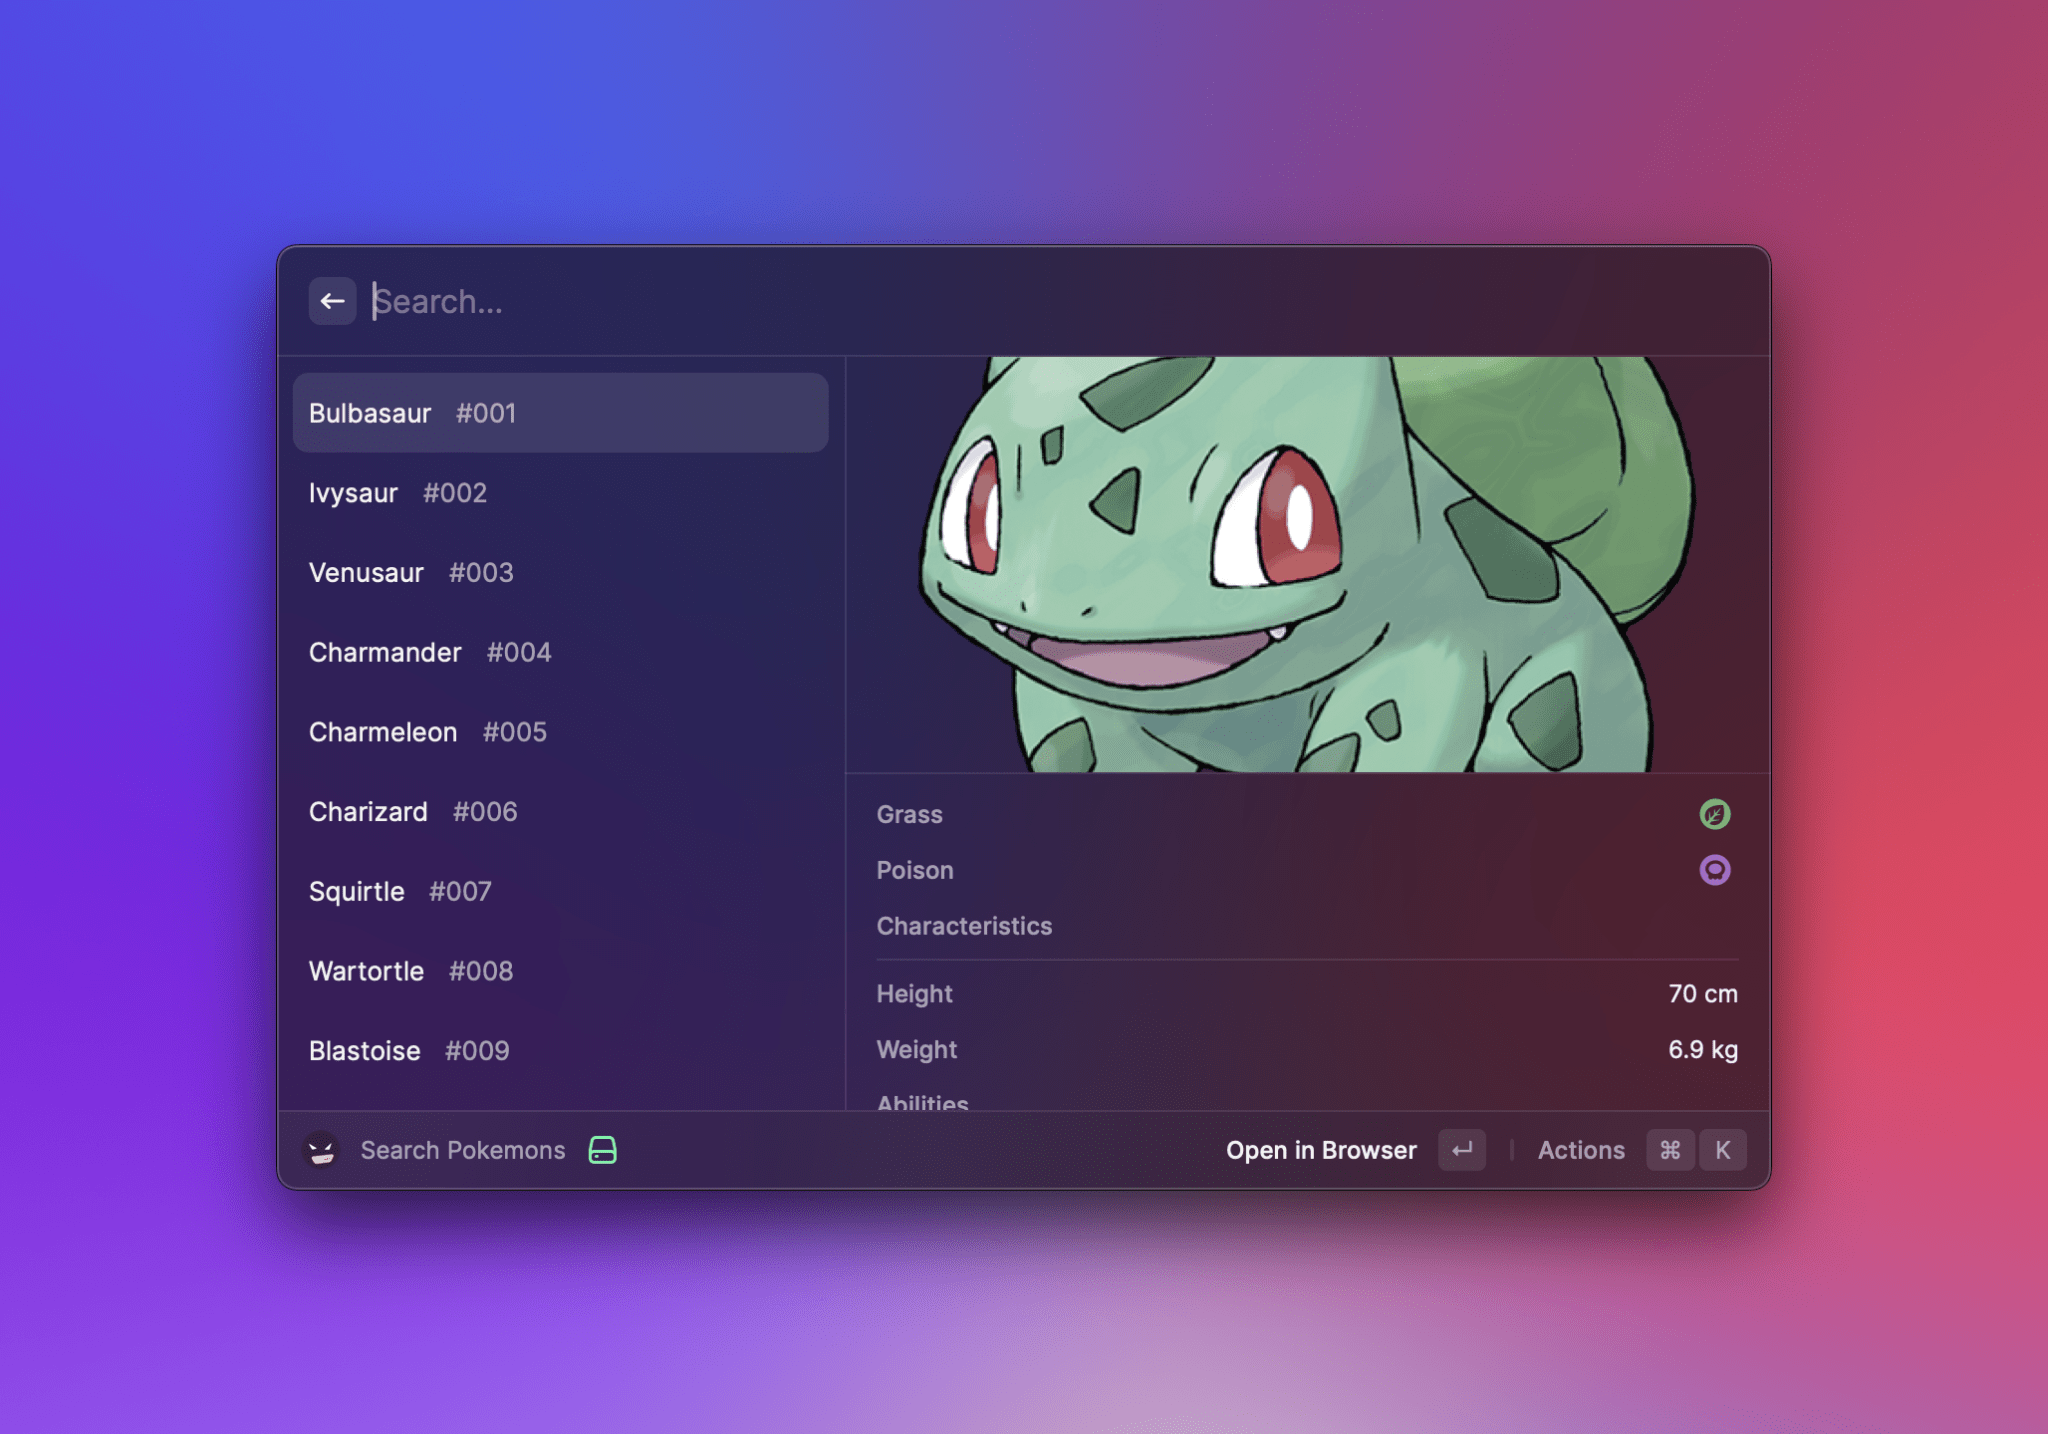 Search...
Bulbasaur #001
Ivysaur #002
Venusaur #003
Charmander #004
Charmeleon #005
Charizard #006
Squirtle #007
Wartortle #008
Blastoise #009
Grass
Poison
Characteristics
Height 70 cm
Weight 6.9 kg
Abilities
Search Pokemons
Open in Browser ↵ Actions ⌘ K